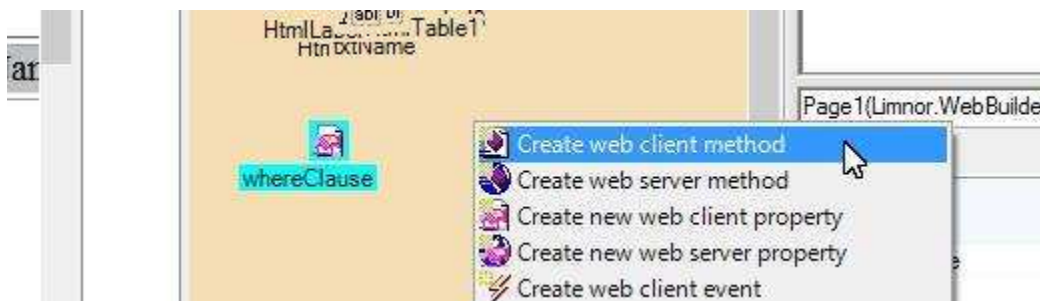 Table1
txtName
Page1(Limnor.WebBuilde
whereClause
Create web client method
Create web server method
Create new web client property
Create new web server property
Create web client event